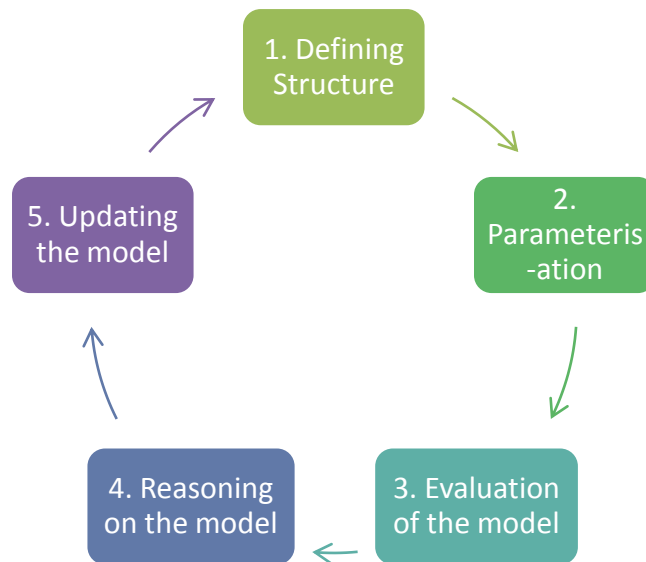 1. Defining
Structure
2.
Parameteris
-ation
3. Evaluation
of the model
4. Reasoning
on the model
5. Updating
the model